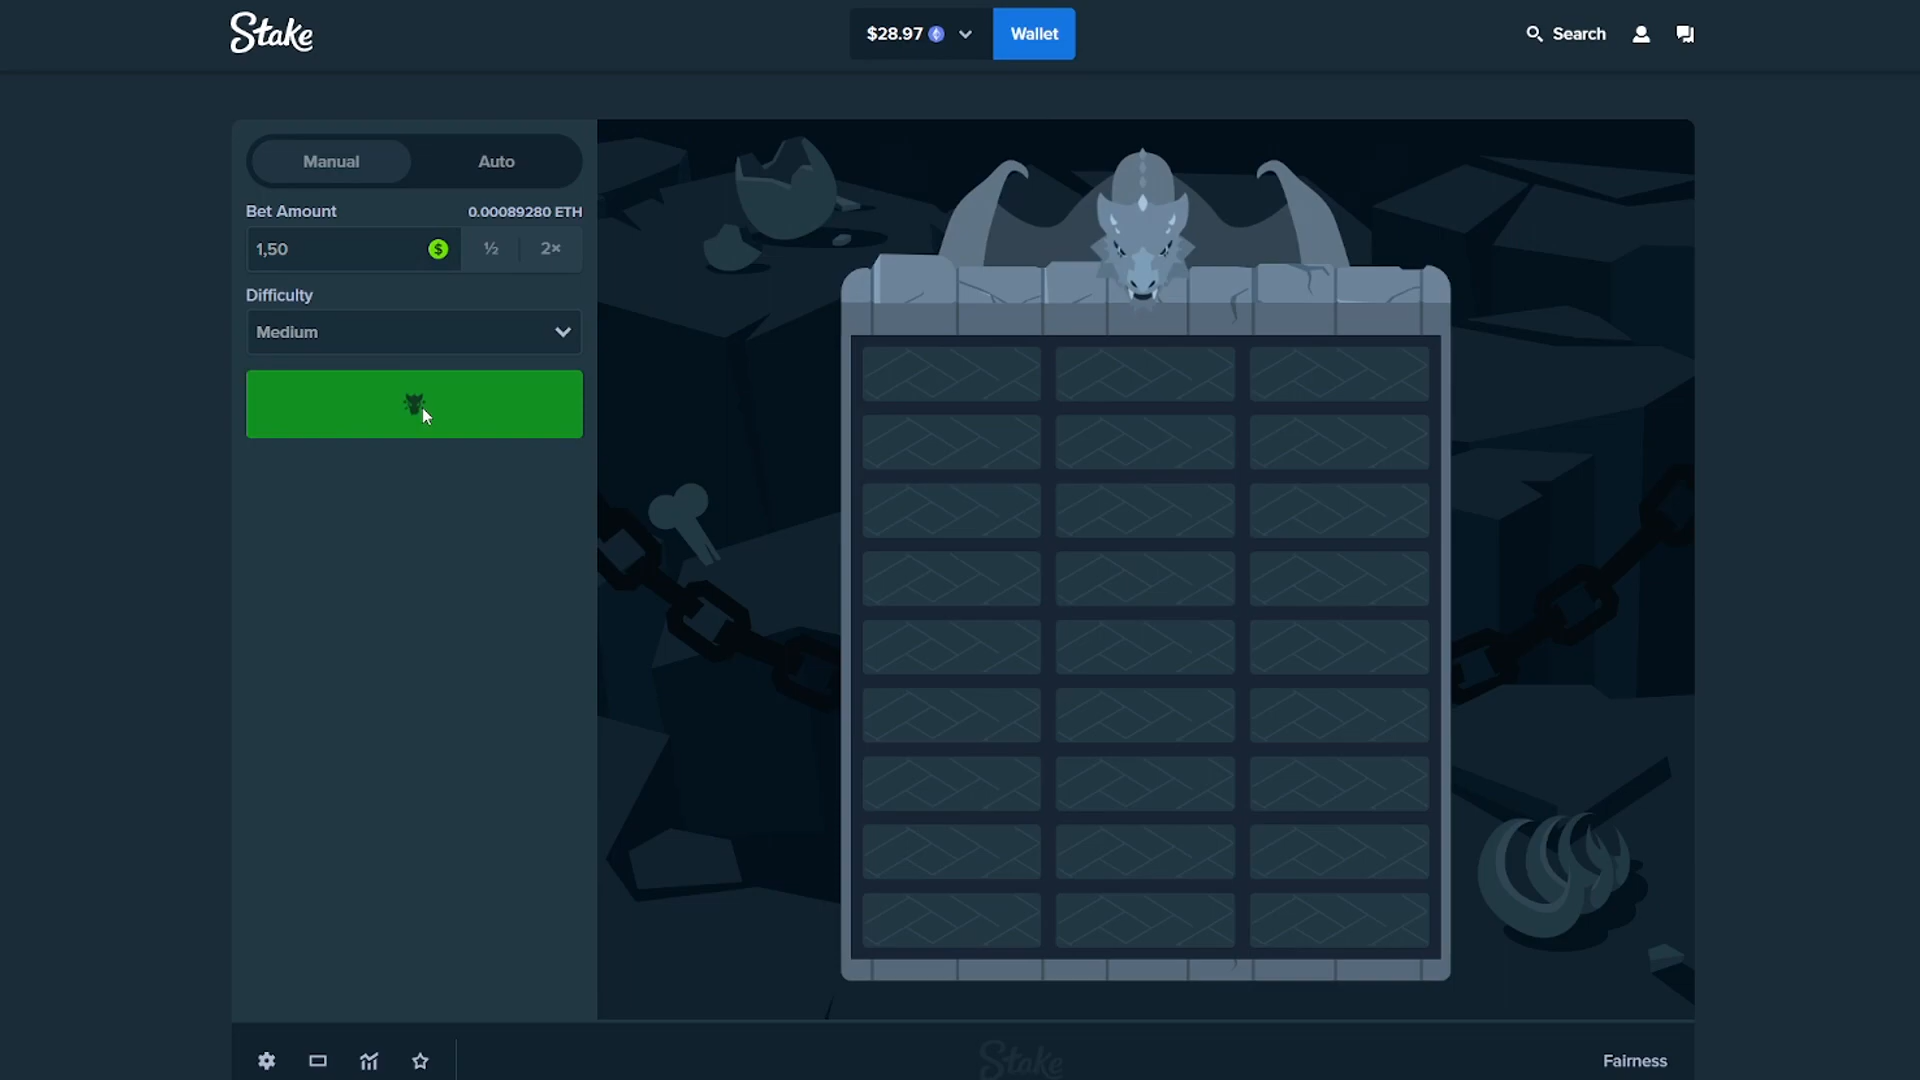 Stake
$28.97
Wallet
Search
Manual
Auto
Bet Amount
0.00089280 ETH
1,50
$
½
2×
Difficulty
Medium
Stake
Fairness